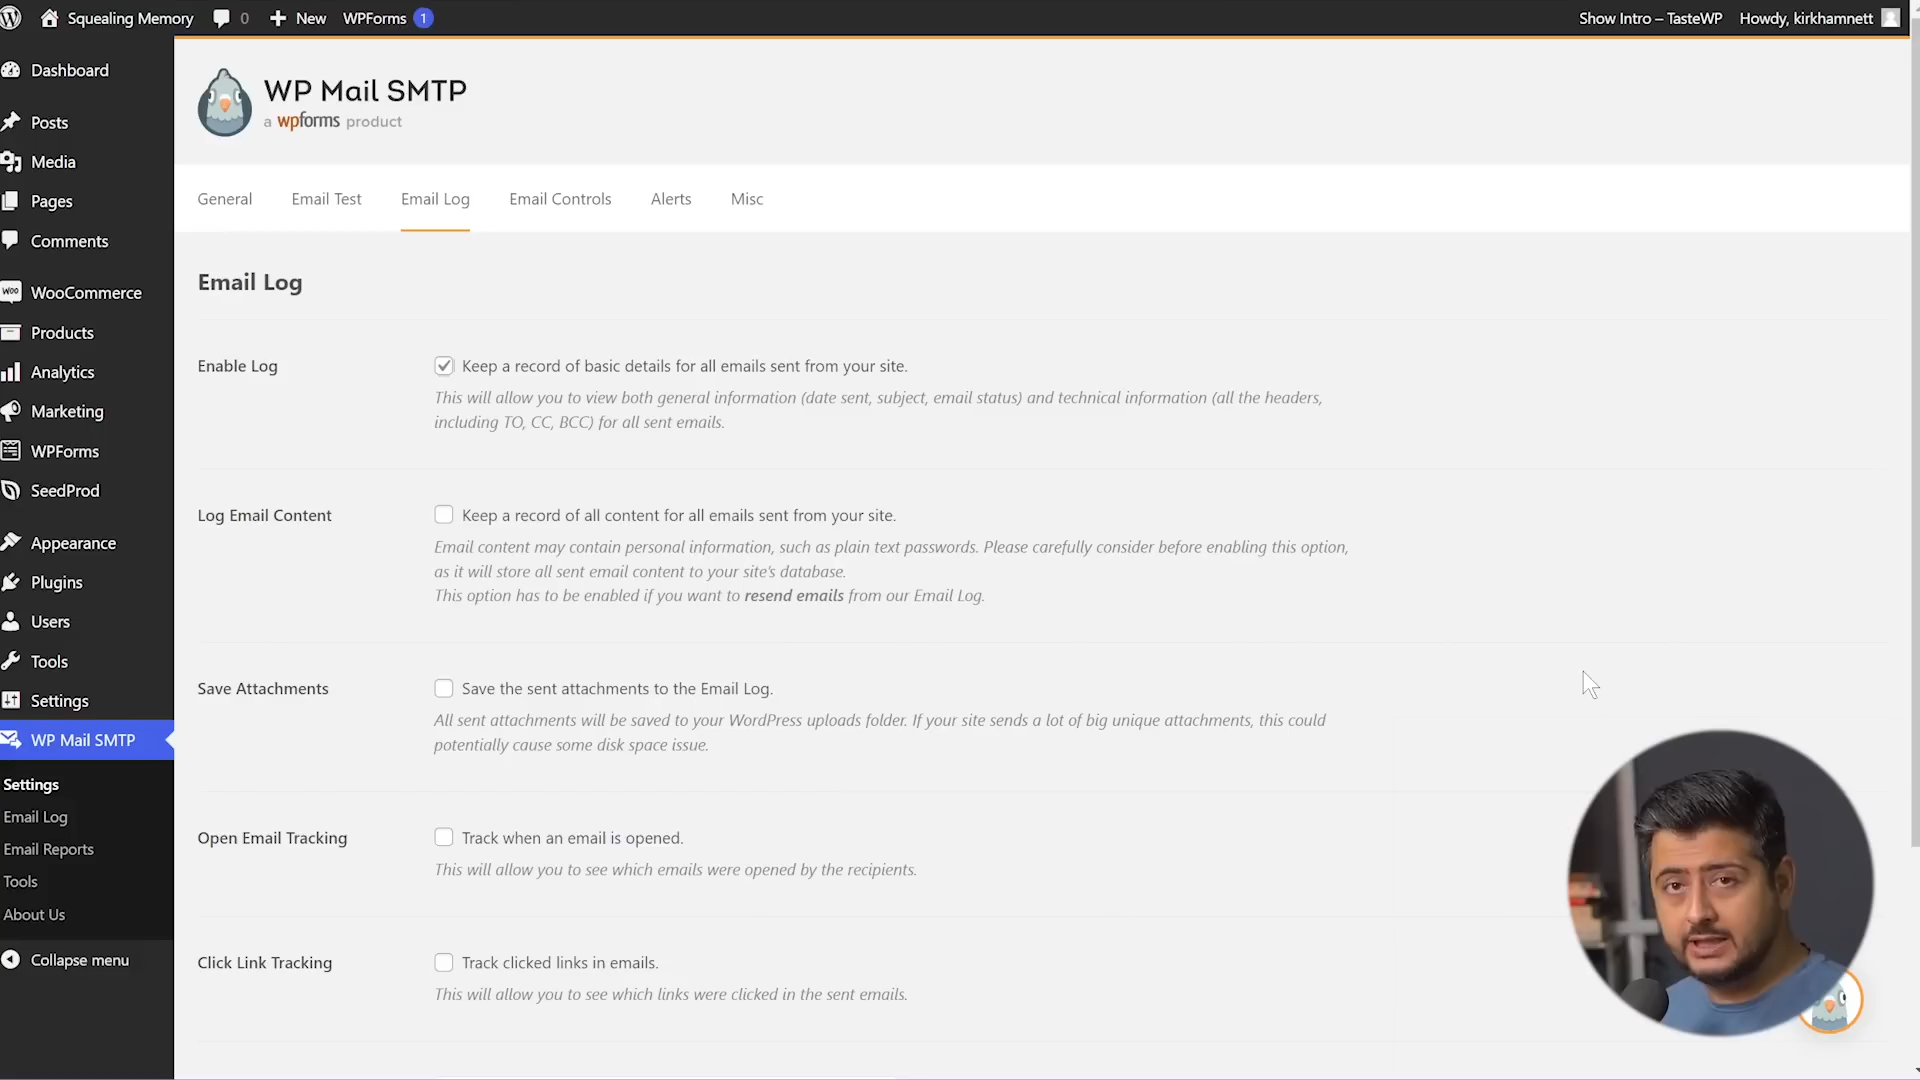 Squealing Memory 0 New WPForms 1 Show Intro – TasteWP Howdy, kirkhamnett
Dashboard
Posts
Media
Pages
Comments
WooCommerce
Products
Analytics
Marketing
WPForms
SeedProd
Appearance
Plugins
Users
Tools
Settings
WP Mail SMTP
Settings
Email Log
Email Reports
Tools
About Us
Collapse menu
WP Mail SMTP
a wpforms product
General Email Test Email Log Email Controls Alerts Misc
Email Log
Enable Log
Keep a record of basic details for all emails sent from your site.
This will allow you to view both general information (date sent, subject, email status) and technical information (all the headers,
including TO, CC, BCC) for all sent emails.
Log Email Content
Keep a record of all content for all emails sent from your site.
Email content may contain personal information, such as plain text passwords. Please carefully consider before enabling this option,
as it will store all sent email content to your site's database.
This option has to be enabled if you want to resend emails from our Email Log.
Save Attachments
Save the sent attachments to the Email Log.
All sent attachments will be saved to your WordPress uploads folder. If your site sends a lot of big unique attachments, this could
potentially cause some disk space issue.
Open Email Tracking
Track when an email is opened.
This will allow you to see which emails were opened by the recipients.
Click Link Tracking
Track clicked links in emails.
This will allow you to see which links were clicked in the sent emails.